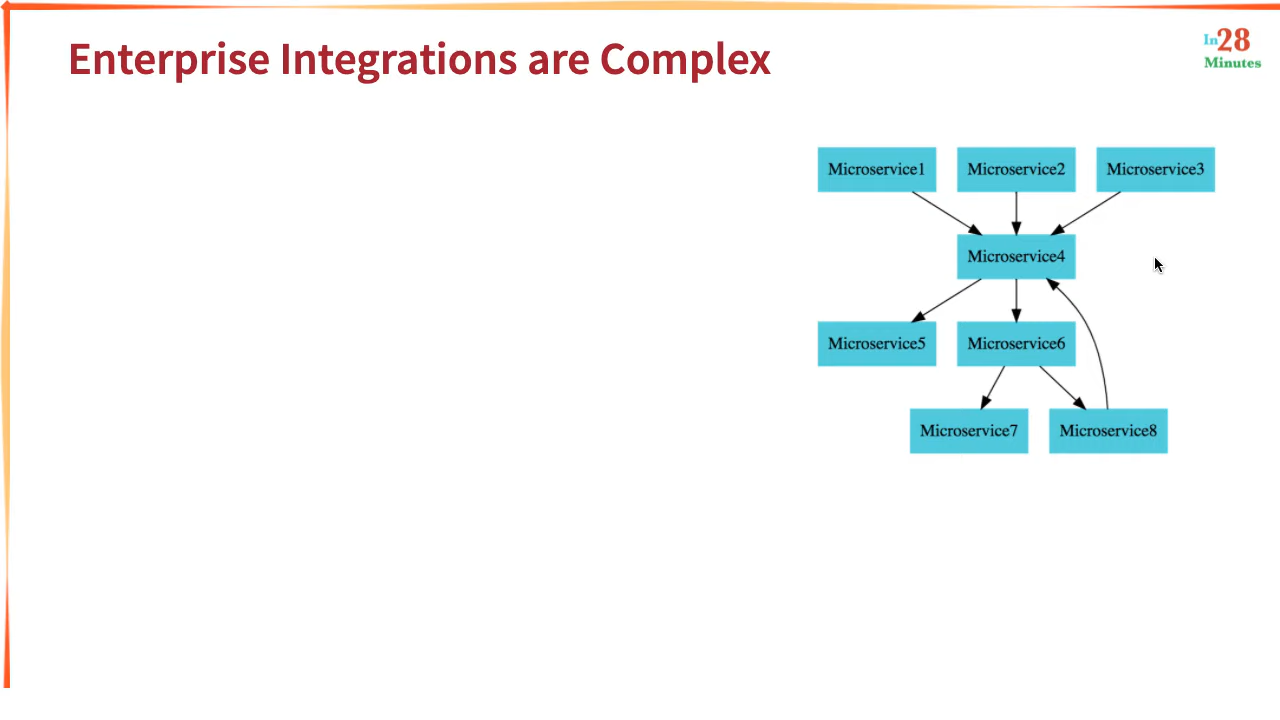 Enterprise Integrations are Complex
In28
Minutes
Microservice1 Microservice2 Microservice3
Microservice4
Microservice5 Microservice6
Microservice7 Microservice8